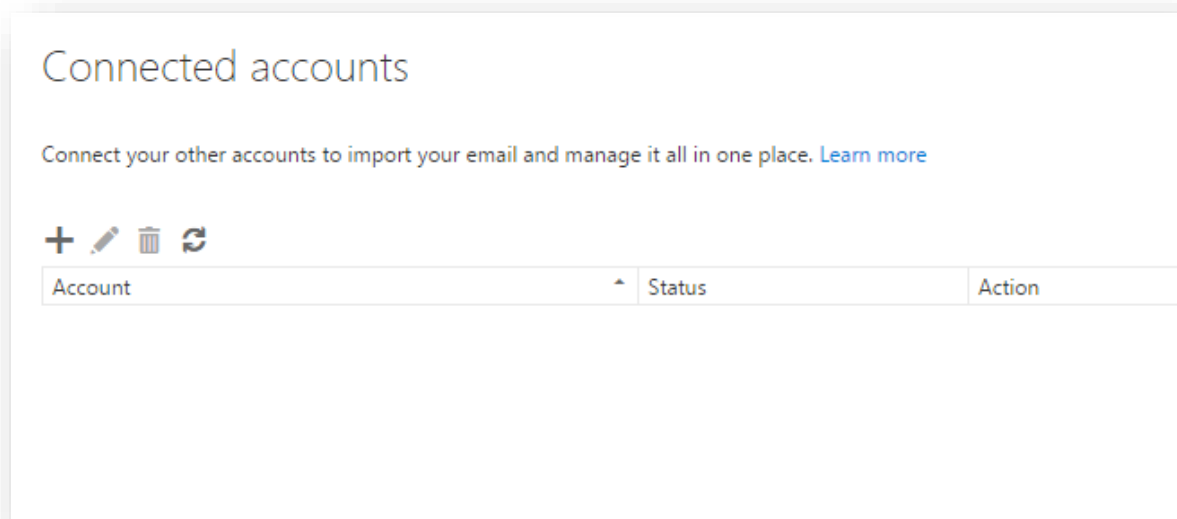 Connected accounts
Connect your other accounts to import your email and manage it all in one place. Learn more
Account Status Action